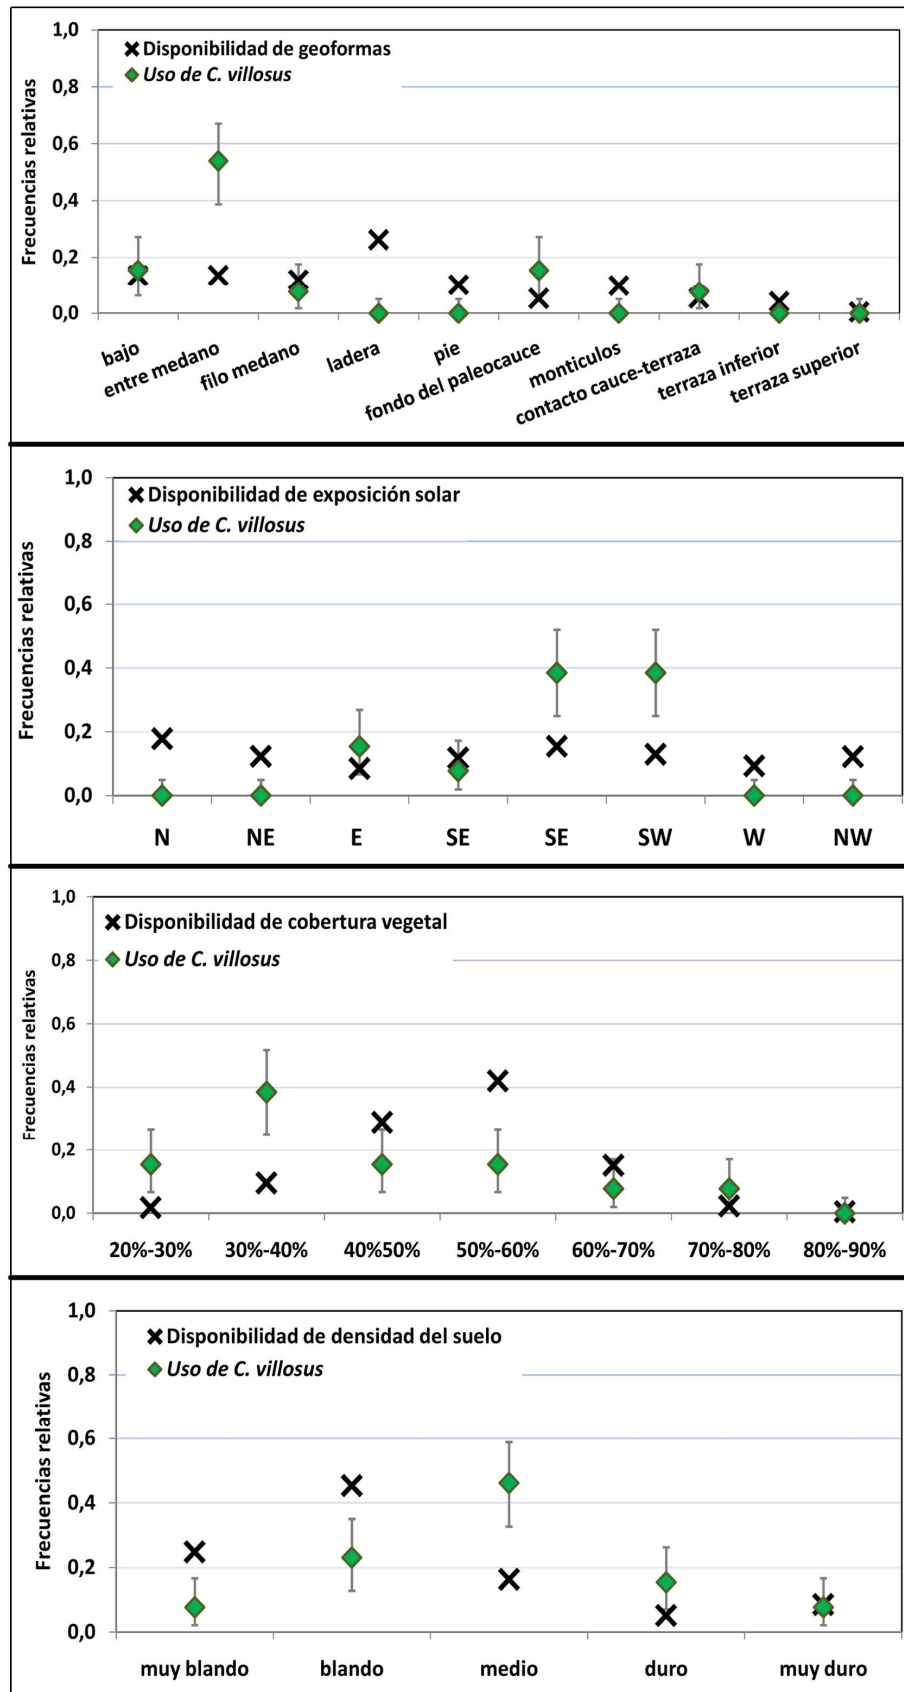 1,0
Disponibilidad de geoformas
Uso de C. villosus
0,8
0,6
0,4
0,2
0,0
Frecuencias relativas
bajo
entre medano
filo medano
ladera
pie
fondo del paleocauce
monticulos
contacto cauce-terraza
terraza inferior
terraza superior
1,0
Disponibilidad de exposición solar
Uso de C. villosus
0,8
0,6
0,4
0,2
0,0
Frecuencias relativas
N NE E SE SE SW W NW
1,0
Disponibilidad de cobertura vegetal
Uso de C. villosus
0,8
0,6
0,4
0,2
0,0
Frecuencias relativas
20%-30% 30%-40% 40%50% 50%-60% 60%-70% 70%-80% 80%-90%
1,0
Disponibilidad de densidad del suelo
Uso de C. villosus
0,8
0,6
0,4
0,2
0,0
Frecuencias relativas
muy blando blando medio duro muy duro